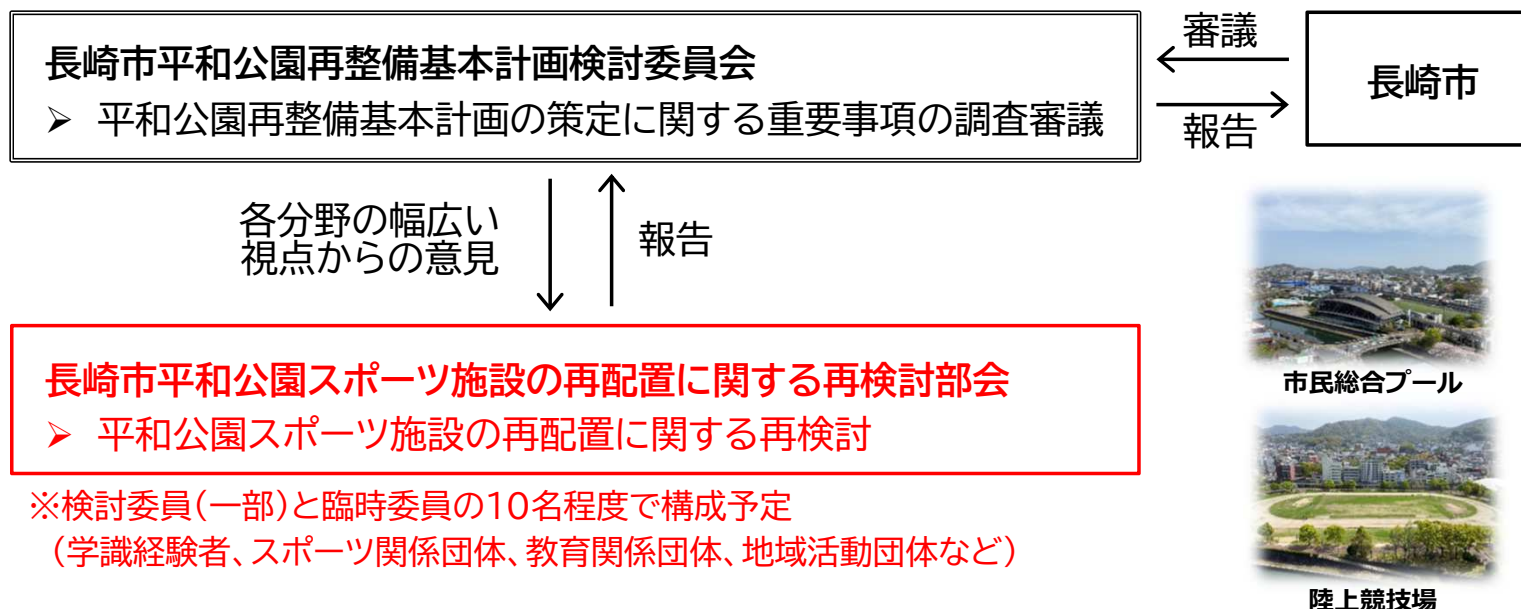 長崎市平和公園再整備基本計画検討委員会
➢ 平和公園再整備基本計画の策定に関する重要事項の調査審議
審議
報告
長崎市
各分野の幅広い
視点からの意見
報告
長崎市平和公園スポーツ施設の再配置に関する再検討部会
➢ 平和公園スポーツ施設の再配置に関する再検討
※検討委員(一部)と臨時委員の10名程度で構成予定
(学識経験者、スポーツ関係団体、教育関係団体、地域活動団体など)
市民総合プール
陸上競技場